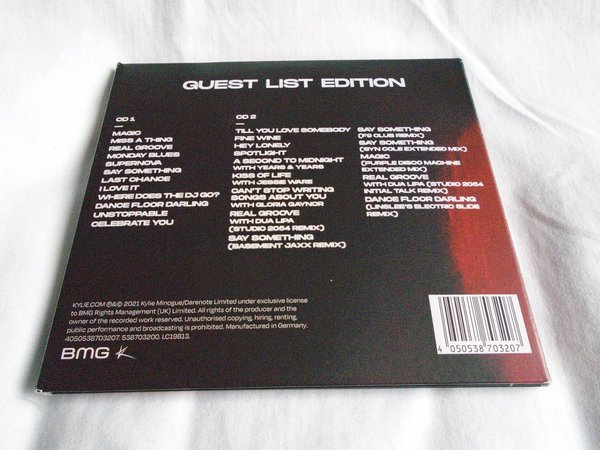 GUEST LIST EDITION
CD 1
MAGIC
MISS A THING
REAL GROOVE
MONDAY BLUES
SUPERNOVA
SAY SOMETHING
LAST CHANCE
I LOVE IT
WHERE DOES THE DJ GO?
DANCE FLOOR DARLING
UNSTOPPABLE
CELEBRATE YOU
CD 2
TILL YOU LOVE SOMEBODY
FINE WINE
HEY LONELY
SPOTLIGHT
A SECOND TO MIDNIGHT
WITH YEARS & YEARS
KISS OF LIFE
WITH JESSIE WARE
CAN'T STOP WRITING
SONGS ABOUT YOU
WITH GLORIA GAYNOR
REAL GROOVE
WITH DUA LIPA
(STUDIO 2054 REMIX)
SAY SOMETHING
(BASEMENT JAXX REMIX)
SAY SOMETHING
(F9 CLUB REMIX)
SAY SOMETHING
(SYN COLE EXTENDED MIX)
MAGIC
(PURPLE DISCO MACHINE
EXTENDED MIX)
REAL GROOVE
WITH DUA LIPA (STUDIO 2054
INITIAL TALK REMIX)
DANCE FLOOR DARLING
(LINSLEE'S ELECTRIC SLIDE
REMIX)
KYLIE.COM ℗&© 2021 Kylie Minogue/Darenote Limited under exclusive license
to BMG Rights Management (UK) Limited. All rights of the producer and the
owner of the recorded work reserved. Unauthorised copying, hiring, renting,
public performance and broadcasting is prohibited. Manufactured in Germany.
4050538703207. 538703200. LC19813.
BMG K
4 050538 703207